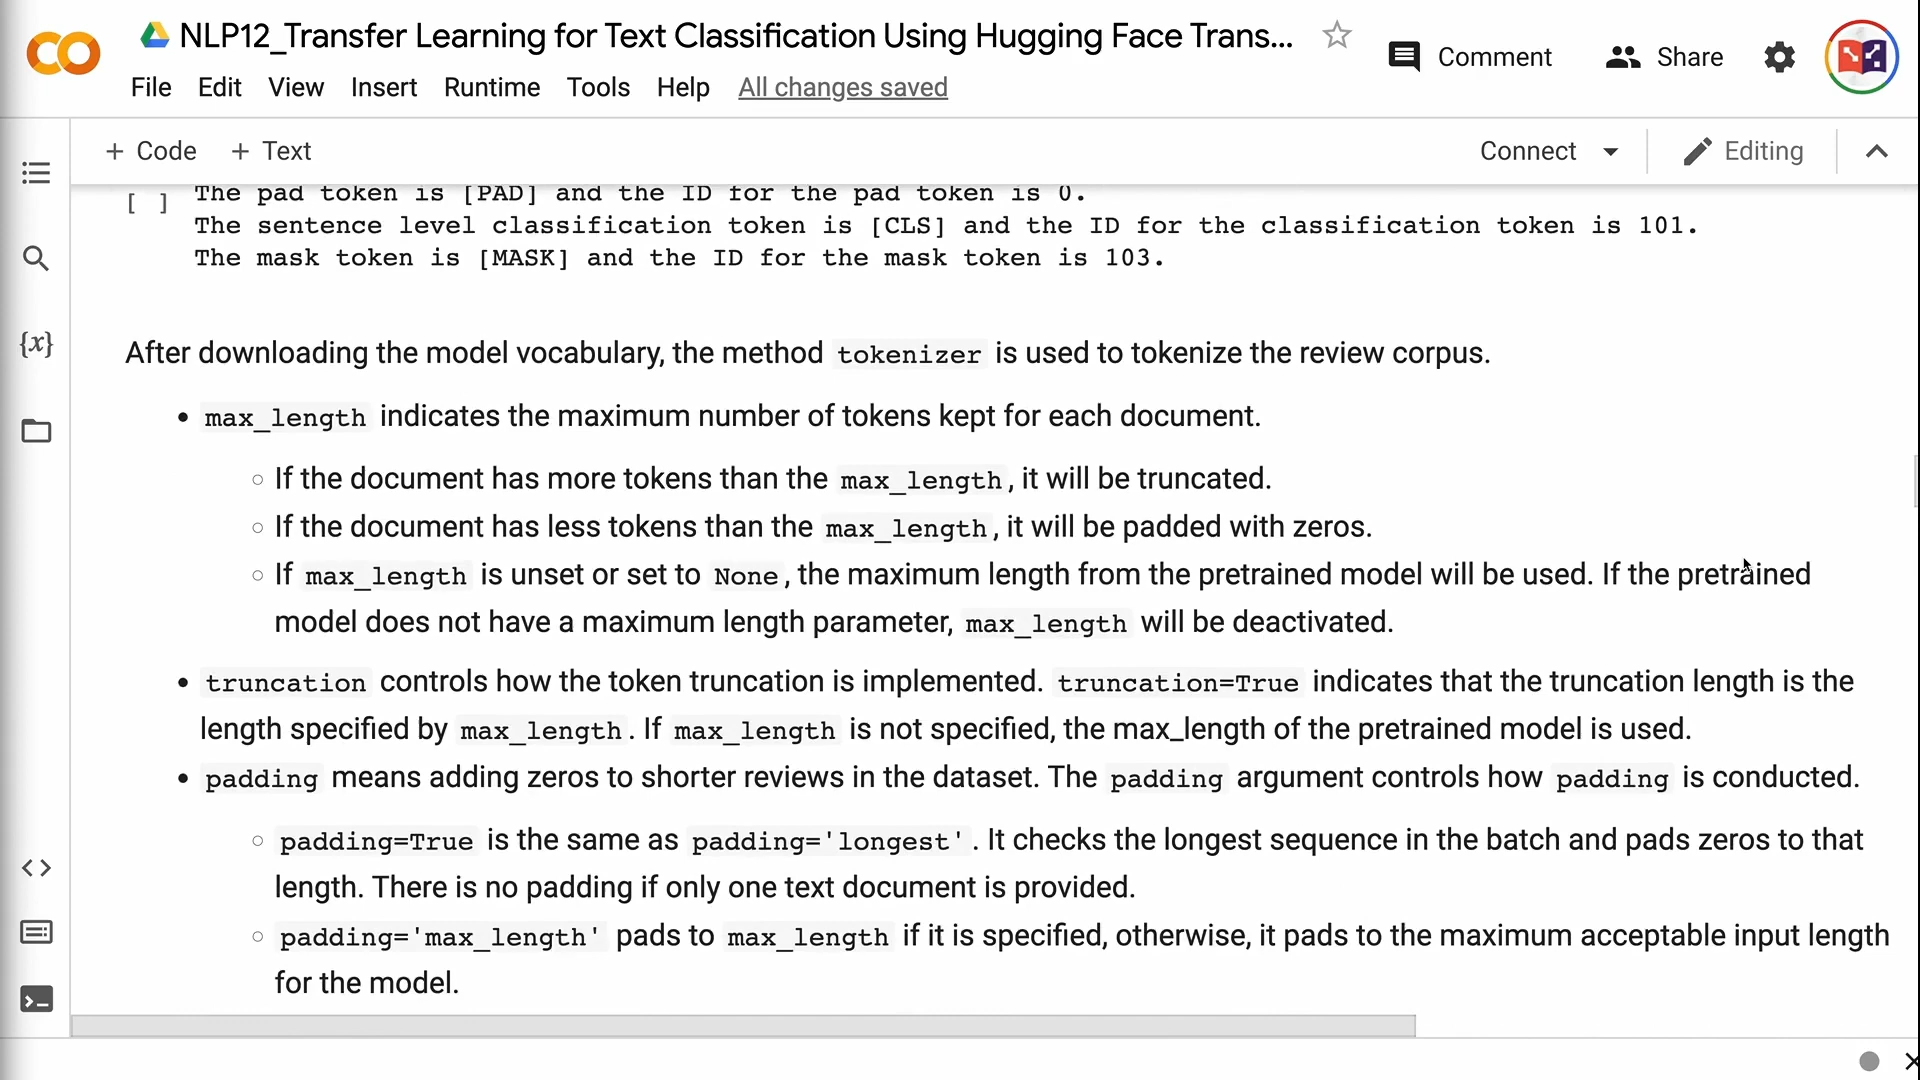 NLP12_Transfer Learning for Text Classification Using Hugging Face Trans...
Comment
Share
File Edit View Insert Runtime Tools Help All changes saved
+ Code + Text
Connect
Editing
[ ]
The pad token is [PAD] and the ID for the pad token is 0.
The sentence level classification token is [CLS] and the ID for the classification token is 101.
The mask token is [MASK] and the ID for the mask token is 103.
{x}
After downloading the model vocabulary, the method tokenizer is used to tokenize the review corpus.
• max_length indicates the maximum number of tokens kept for each document.
○ If the document has more tokens than the max_length, it will be truncated.
○ If the document has less tokens than the max_length, it will be padded with zeros.
○ If max_length is unset or set to None, the maximum length from the pretrained model will be used. If the pretrained
model does not have a maximum length parameter, max_length will be deactivated.
• truncation controls how the token truncation is implemented. truncation=True indicates that the truncation length is the
length specified by max_length. If max_length is not specified, the max_length of the pretrained model is used.
• padding means adding zeros to shorter reviews in the dataset. The padding argument controls how padding is conducted.
○ padding=True is the same as padding='longest'. It checks the longest sequence in the batch and pads zeros to that
length. There is no padding if only one text document is provided.
○ padding='max_length' pads to max_length if it is specified, otherwise, it pads to the maximum acceptable input length
for the model.